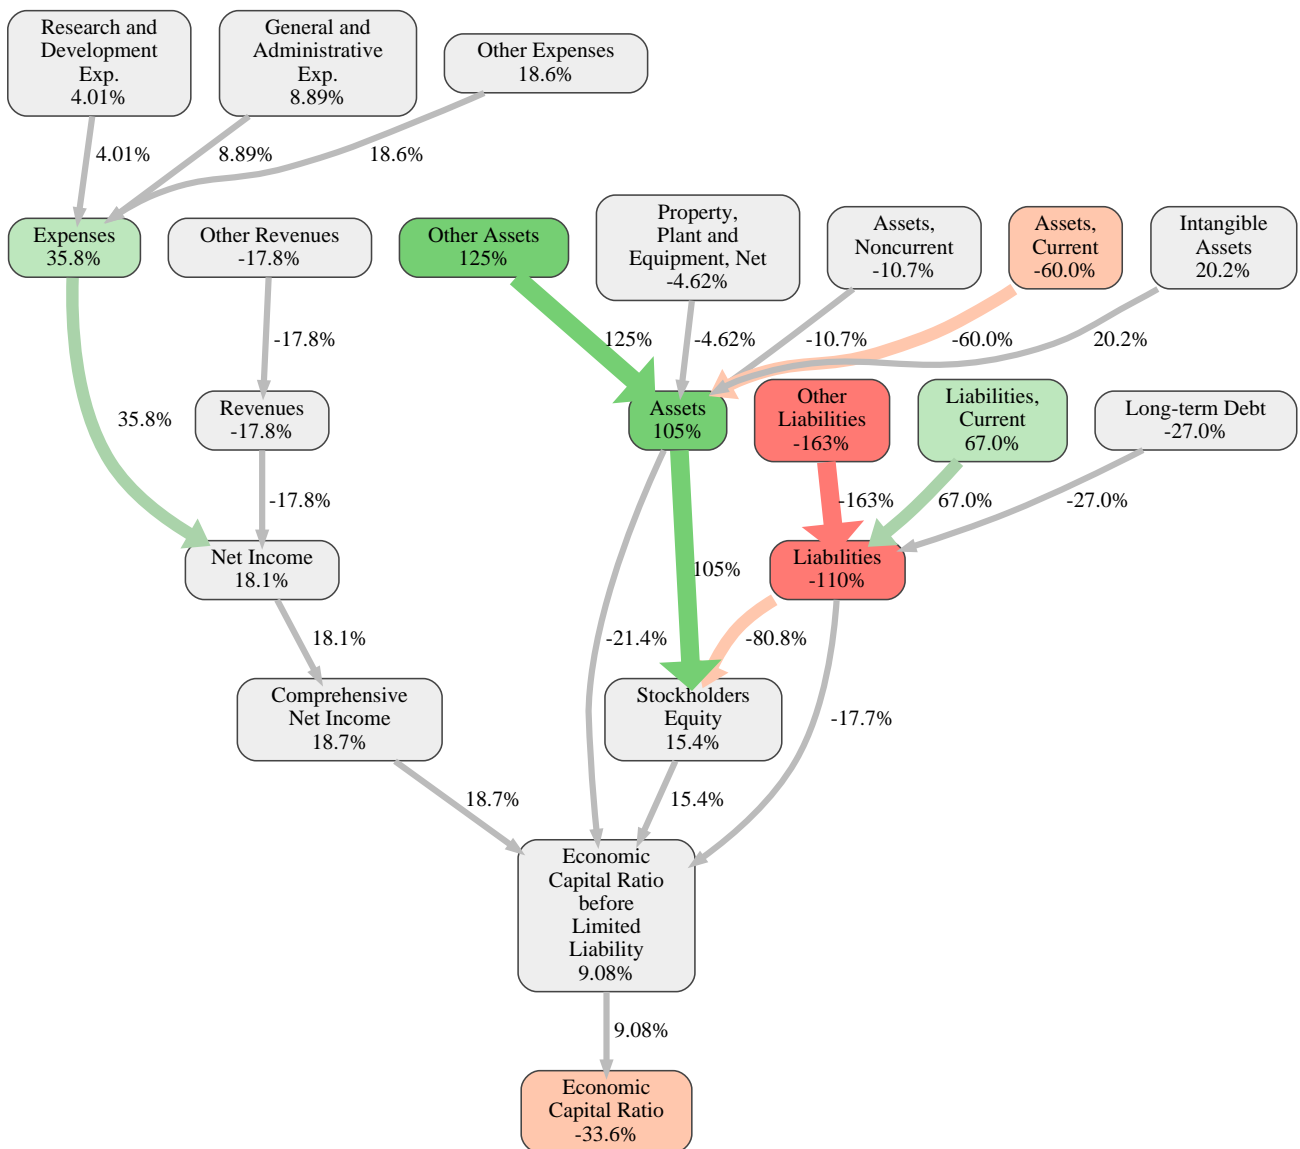 Research and
Development
Exp.
4.01%
General and
Administrative
Exp.
8.89%
Other Expenses
18.6%
4.01%
8.89%
18.6%
Expenses
35.8%
Other Revenues
-17.8%
Other Assets
125%
Property,
Plant and
Equipment, Net
-4.62%
Assets,
Noncurrent
-10.7%
Assets,
Current
-60.0%
Intangible
Assets
20.2%
-17.8%
125%
-4.62%
-10.7%
-60.0%
20.2%
35.8%
Revenues
-17.8%
Assets
105%
Other
Liabilities
-163%
Liabilities,
Current
67.0%
Long-term Debt
-27.0%
-17.8%
-163%
67.0%
-27.0%
Net Income
18.1%
105%
Liabilities
-110%
18.1%
-21.4%
-80.8%
Comprehensive
Net Income
18.7%
Stockholders
Equity
15.4%
-17.7%
18.7%
15.4%
Economic
Capital Ratio
before
Limited
Liability
9.08%
9.08%
Economic
Capital Ratio
-33.6%